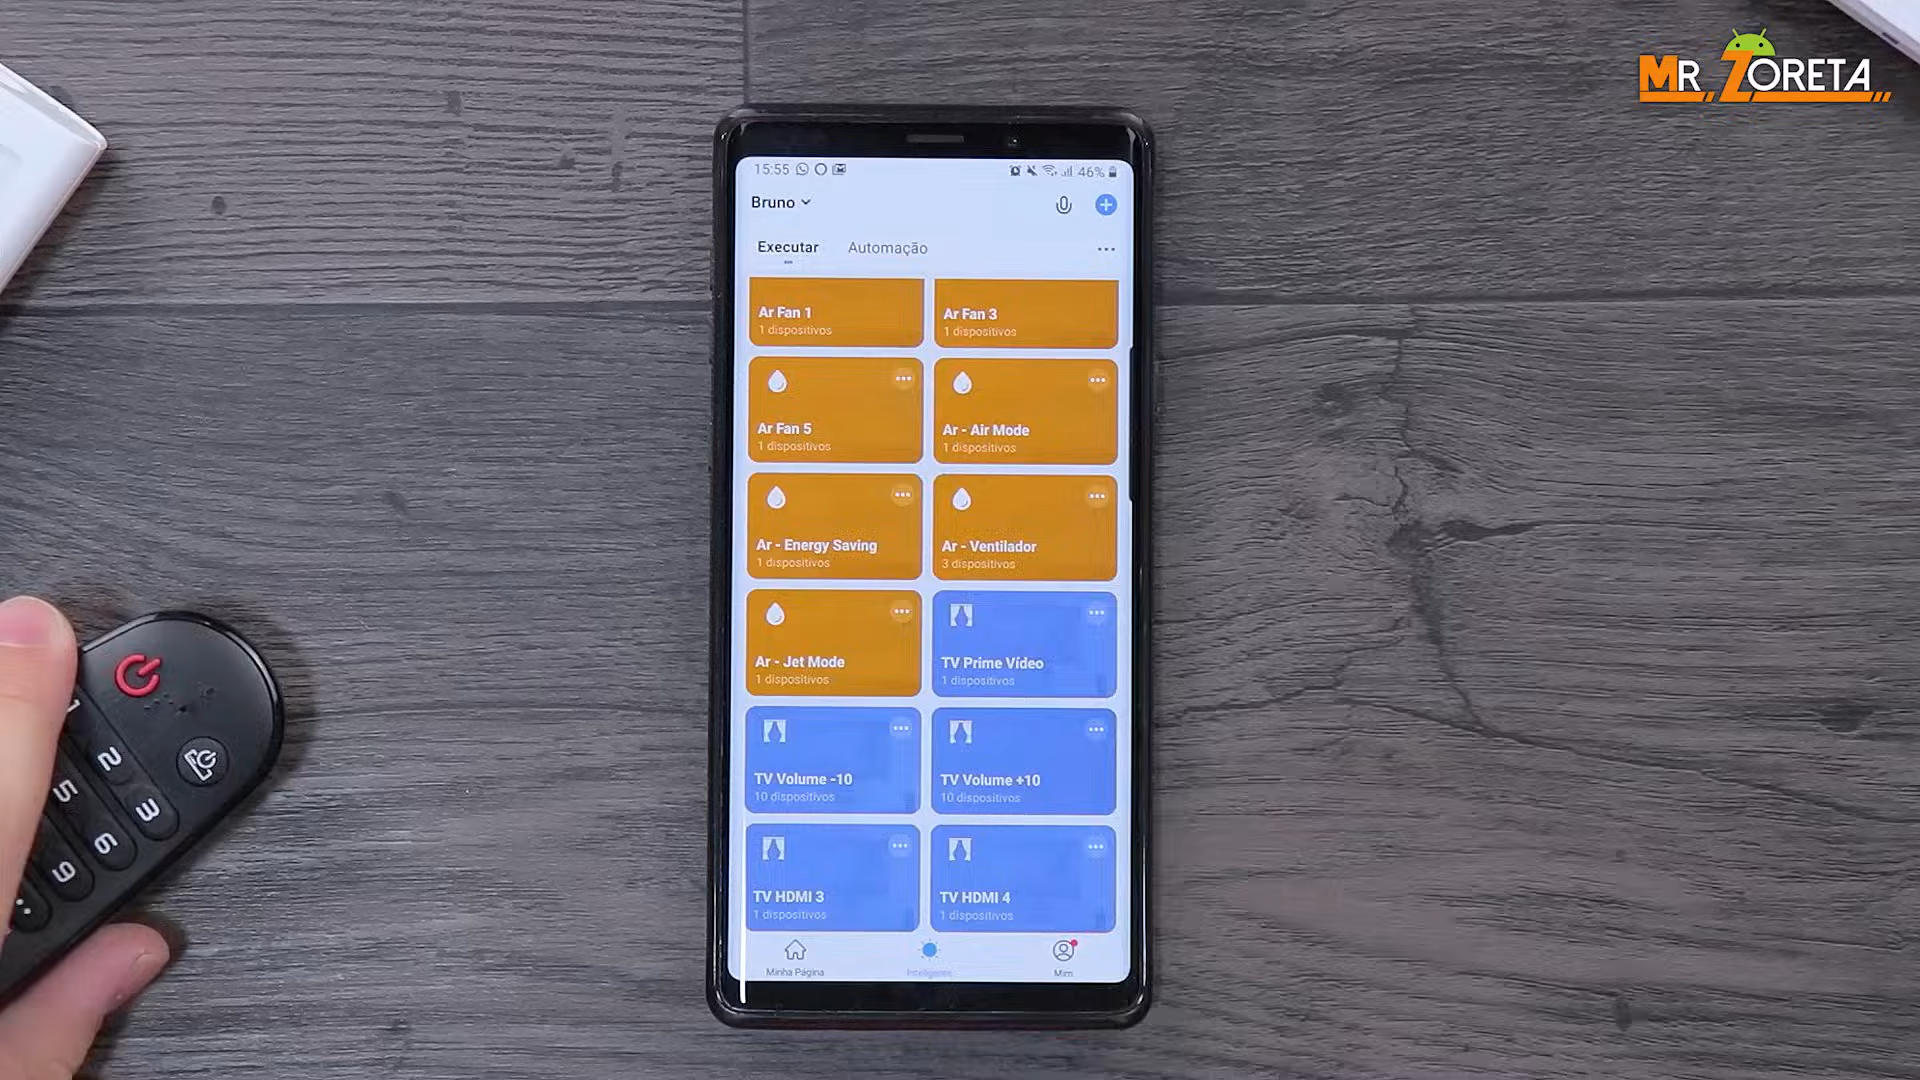 MR. ZORETA
15:55
46%
Bruno
Executar
Automação
Ar Fan 1
1 dispositivos
Ar Fan 3
1 dispositivos
Ar Fan 5
1 dispositivos
Ar - Air Mode
1 dispositivos
Ar - Energy Saving
1 dispositivos
Ar - Ventilador
3 dispositivos
Ar - Jet Mode
1 dispositivos
TV Prime Vídeo
1 dispositivos
TV Volume -10
10 dispositivos
TV Volume +10
10 dispositivos
TV HDMI 3
1 dispositivos
TV HDMI 4
1 dispositivos
Minha Página
Inteligente
Mim
1
2
3
5
6
9